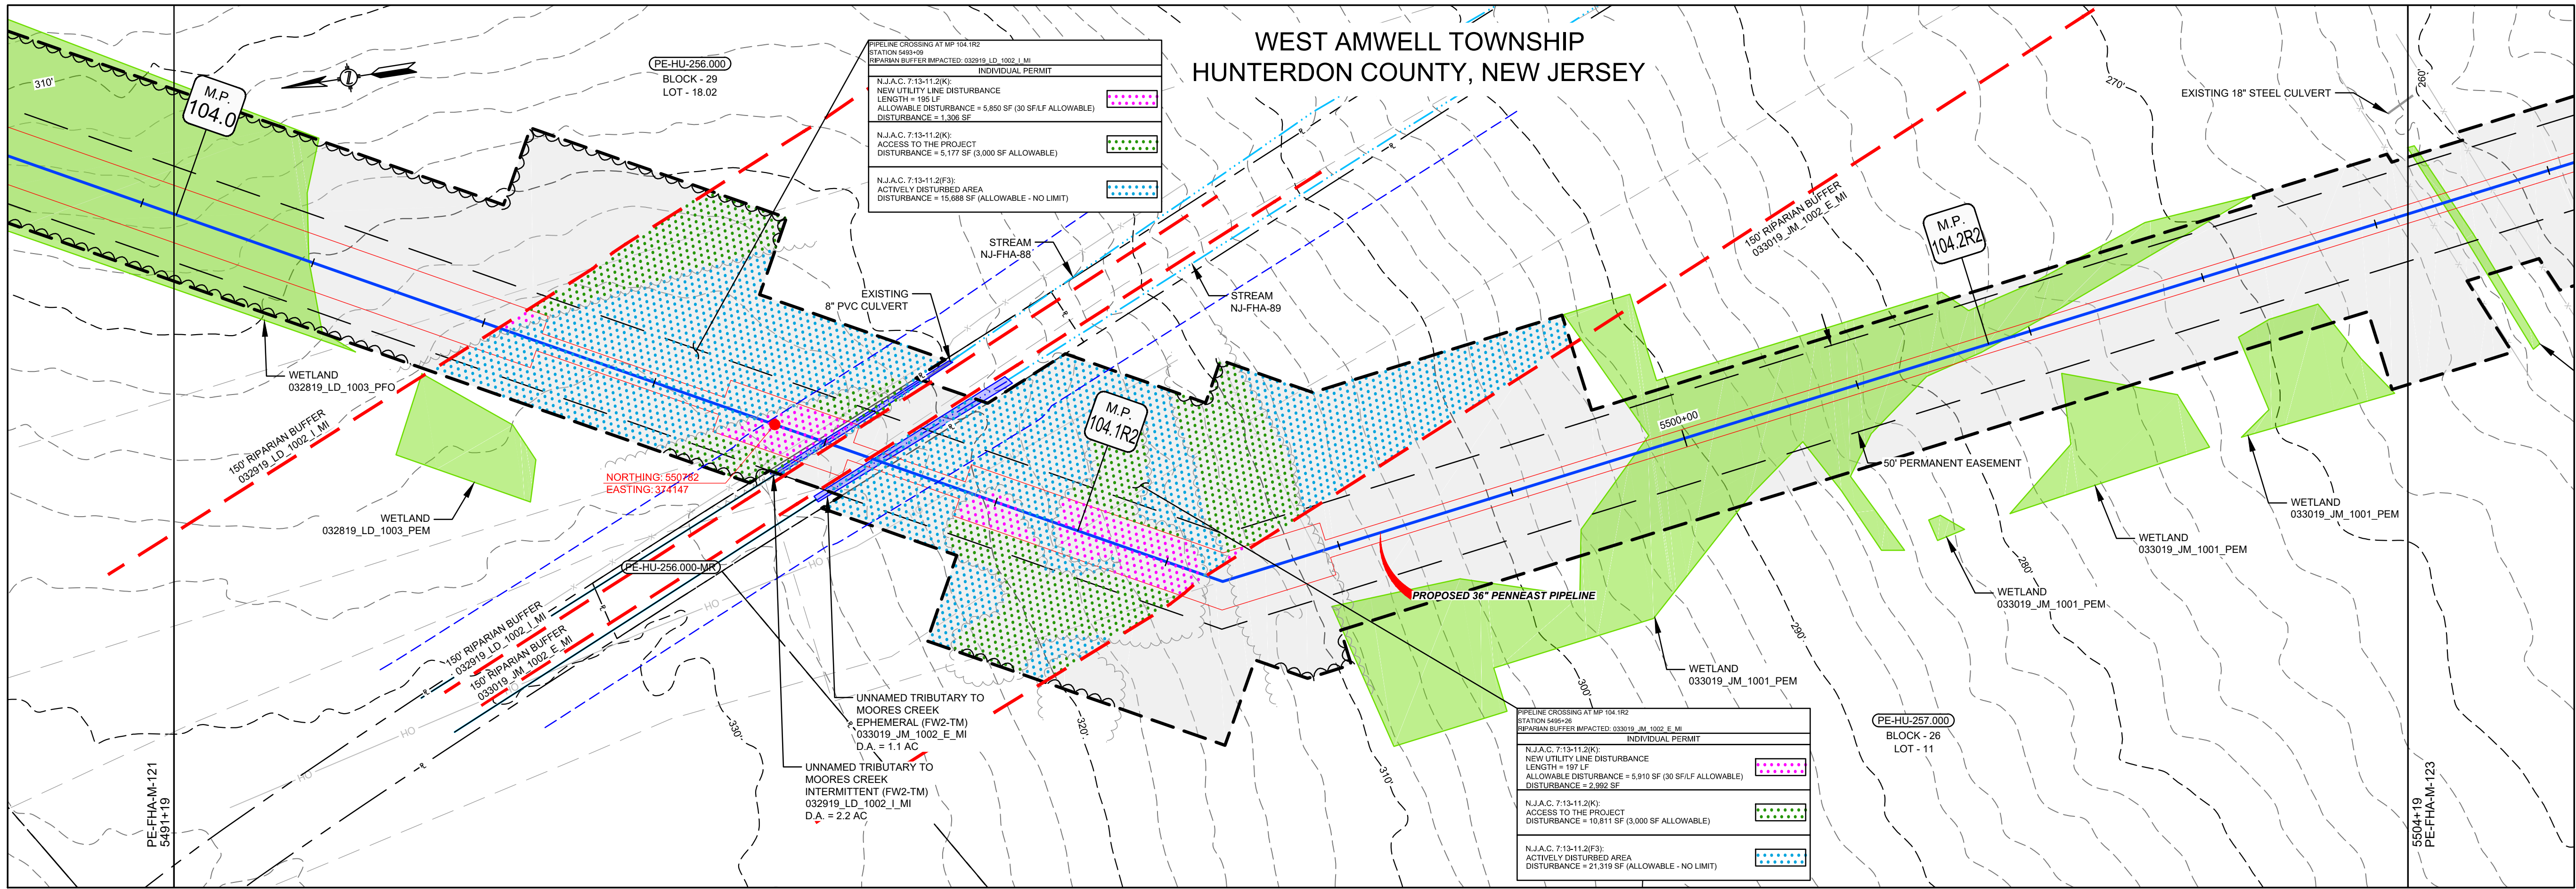 WEST AMWELL TOWNSHIP
HUNTERDON COUNTY, NEW JERSEY
310'
M.P.
104.0
PE-HU-256.000
BLOCK - 29
LOT - 18.02
PIPELINE CROSSING AT MP 104.1R2
STATION 5493+09
RIPARIAN BUFFER IMPACTED: 032919_LD_1002_I_MI
INDIVIDUAL PERMIT
N.J.A.C. 7:13-11.2(K):
NEW UTILITY LINE DISTURBANCE
LENGTH = 195 LF
ALLOWABLE DISTURBANCE = 5,850 SF (30 SF/LF ALLOWABLE)
DISTURBANCE = 1,306 SF
N.J.A.C. 7:13-11.2(K):
ACCESS TO THE PROJECT
DISTURBANCE = 5,177 SF (3,000 SF ALLOWABLE)
N.J.A.C. 7:13-11.2(F3):
ACTIVELY DISTURBED AREA
DISTURBANCE = 15,688 SF (ALLOWABLE - NO LIMIT)
270'
EXISTING 18" STEEL CULVERT
260'
150' RIPARIAN BUFFER
033019_JM_1002_E_MI
M.P.
104.2R2
STREAM
NJ-FHA-88
EXISTING
8" PVC CULVERT
STREAM
NJ-FHA-89
WETLAND
032819_LD_1003_PFO
150' RIPARIAN BUFFER
032919_LD_1002_I_MI
WETLAND
032819_LD_1003_PEM
NORTHING: 550782
EASTING: 374147
M.P.
104.1R2
5500+00
50' PERMANENT EASEMENT
WETLAND
033019_JM_1001_PEM
WETLAND
033019_JM_1001_PEM
WETLAND
033019_JM_1001_PEM
280'
PE-HU-256.000-MR
HO
HO
HO
HO
HO
PROPOSED 36" PENNEAST PIPELINE
150' RIPARIAN BUFFER
032919_LD_1002_I_MI
150' RIPARIAN BUFFER
033019_JM_1002_E_MI
290'
300'
WETLAND
033019_JM_1001_PEM
UNNAMED TRIBUTARY TO
MOORES CREEK
EPHEMERAL (FW2-TM)
033019_JM_1002_E_MI
D.A. = 1.1 AC
UNNAMED TRIBUTARY TO
MOORES CREEK
INTERMITTENT (FW2-TM)
032919_LD_1002_I_MI
D.A. = 2.2 AC
330'
320'
310'
PIPELINE CROSSING AT MP 104.1R2
STATION 5495+26
RIPARIAN BUFFER IMPACTED: 033019_JM_1002_E_MI
INDIVIDUAL PERMIT
N.J.A.C. 7:13-11.2(K):
NEW UTILITY LINE DISTURBANCE
LENGTH = 197 LF
ALLOWABLE DISTURBANCE = 5,910 SF (30 SF/LF ALLOWABLE)
DISTURBANCE = 2,992 SF
N.J.A.C. 7:13-11.2(K):
ACCESS TO THE PROJECT
DISTURBANCE = 10,811 SF (3,000 SF ALLOWABLE)
N.J.A.C. 7:13-11.2(F3):
ACTIVELY DISTURBED AREA
DISTURBANCE = 21,319 SF (ALLOWABLE - NO LIMIT)
PE-HU-257.000
BLOCK - 26
LOT - 11
PE-FHA-M-121
5491+19
5504+19
PE-FHA-M-123